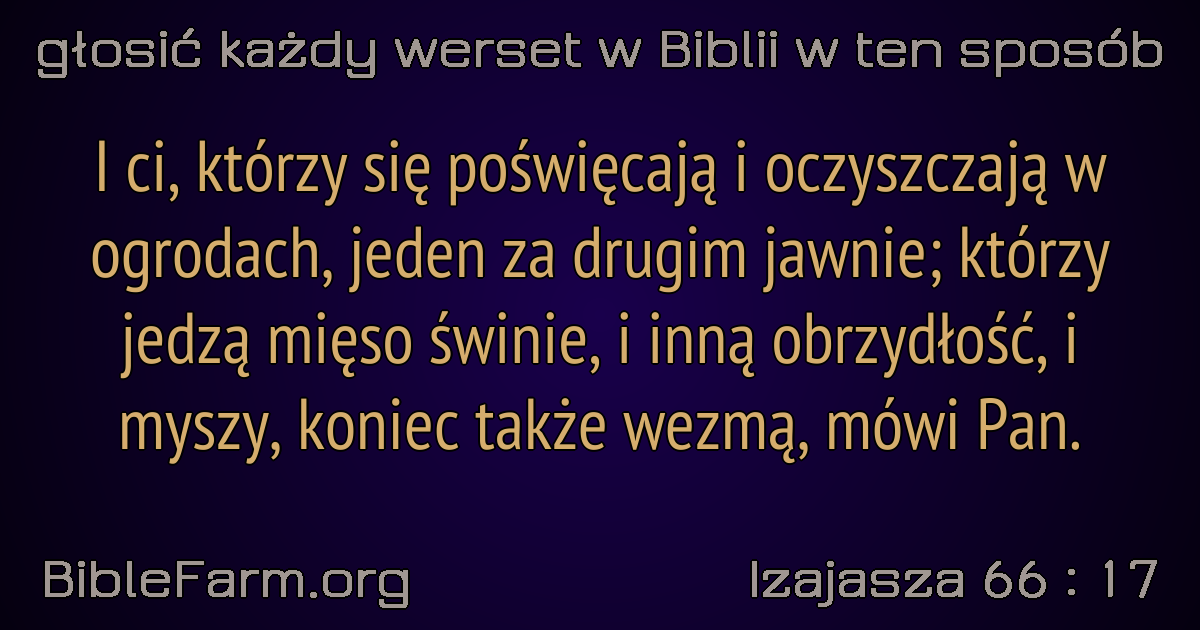 głosić każdy werset w Biblii w ten sposób
I ci, którzy się poświęcają i oczyszczają w
ogrodach, jeden za drugim jawnie; którzy
jedzą mięso świnie, i inną obrzydłość, i
myszy, koniec także wezmą, mówi Pan.
BibleFarm.org
Izajasza 66 : 17